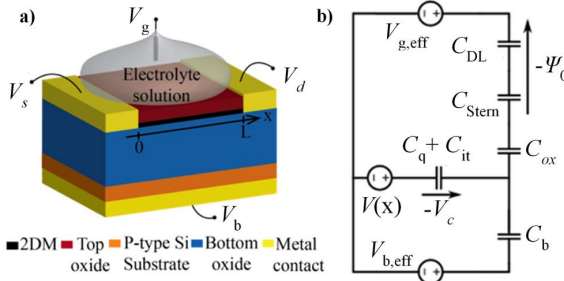 a)
V_g
Electrolyte
solution
V_s
V_d
x
0
L
V_b
2DM Top P-type Si Bottom Metal
oxide Substrate oxide contact
b)
V_g,eff
C_DL
-Ψ_0
C_Stern
C_q + C_it
C_ox
V(x)
-V_c
C_b
V_b,eff